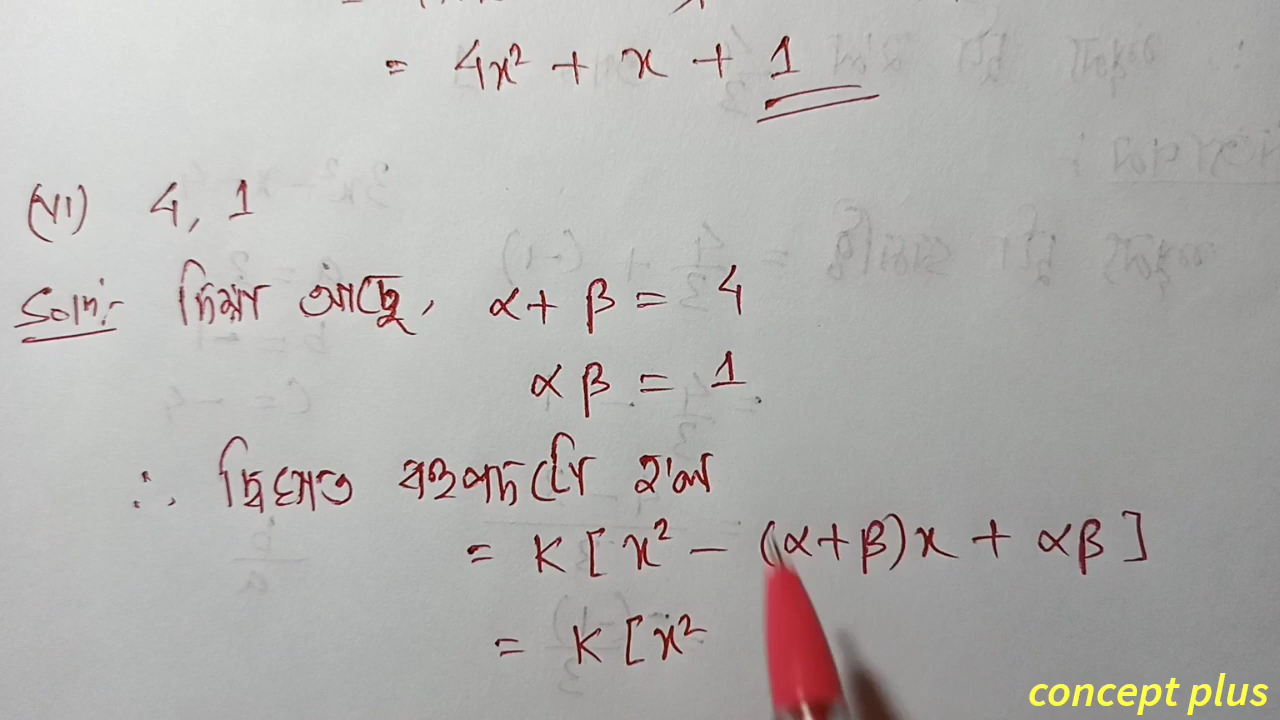 = 4x² + x + 1
(vi) 4, 1
Soln:- দিয়া আছে, α + β = 4
αβ = 1
∴ দ্বিঘাত বহুপদটো হ'ল
= K [ x² - (α+β)x + αβ ]
= K [ x²
concept plus